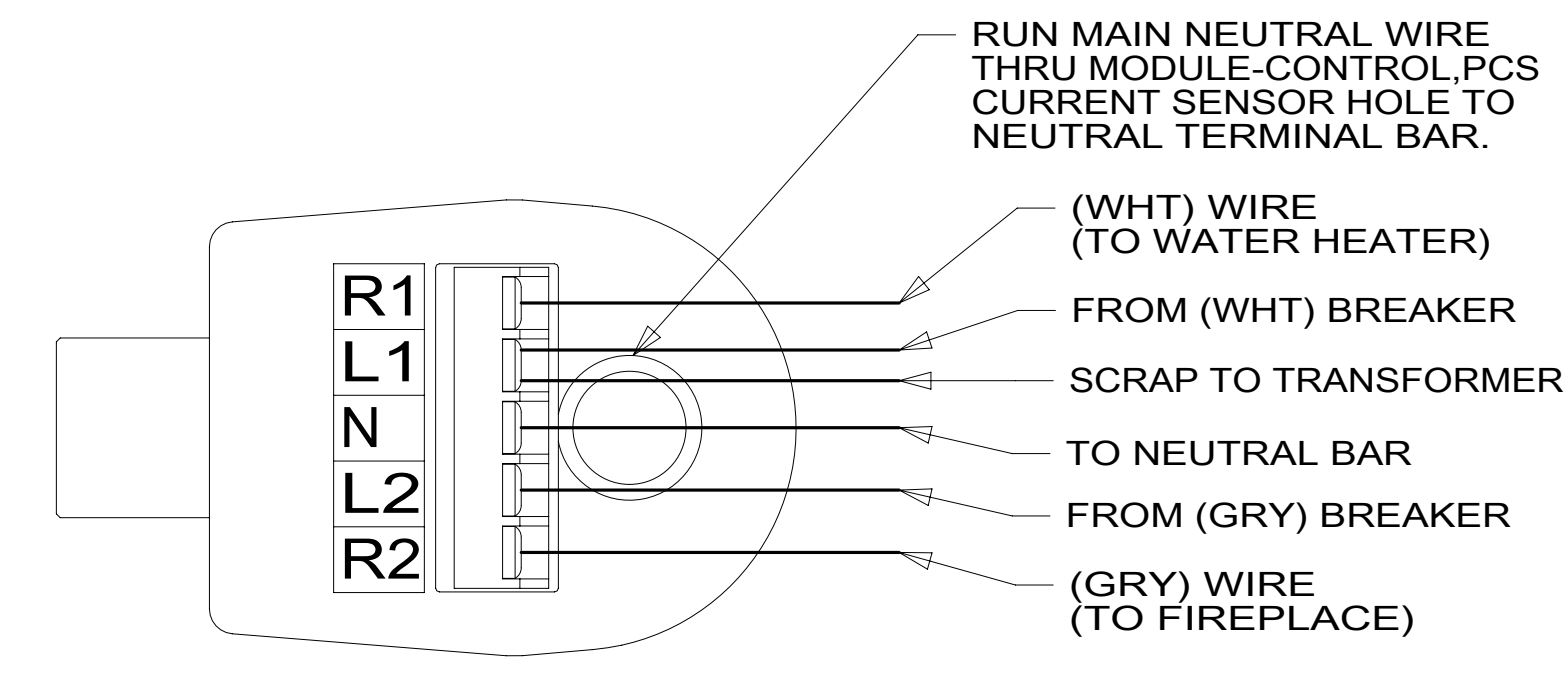 RUN MAIN NEUTRAL WIRE
THRU MODULE-CONTROL,PCS
CURRENT SENSOR HOLE TO
NEUTRAL TERMINAL BAR.
(WHT) WIRE
(TO WATER HEATER)
R1
FROM (WHT) BREAKER
L1
SCRAP TO TRANSFORMER
N
TO NEUTRAL BAR
L2
FROM (GRY) BREAKER
R2
(GRY) WIRE
(TO FIREPLACE)